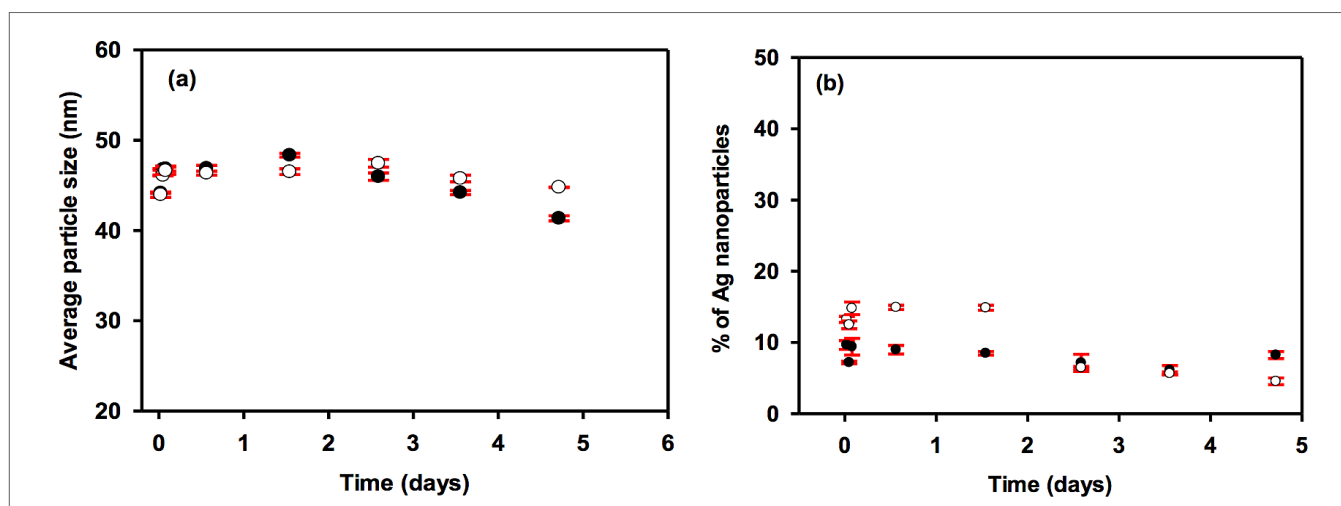 (a)
Average particle size (nm)
60
50
40
30
20
0 1 2 3 4 5 6
Time (days)
(b)
% of Ag nanoparticles
50
40
30
20
10
0
0 1 2 3 4 5
Time (days)